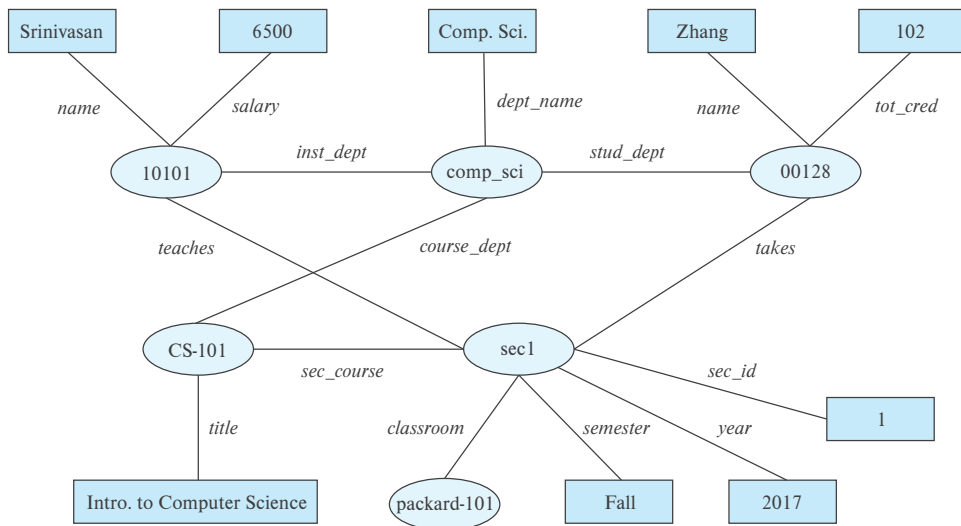 Srinivasan
6500
Comp. Sci.
Zhang
102
name
salary
dept_name
name
tot_cred
10101
inst_dept
comp_sci
stud_dept
00128
teaches
course_dept
takes
CS-101
sec_course
sec1
sec_id
title
classroom
semester
year
1
Intro. to Computer Science
packard-101
Fall
2017